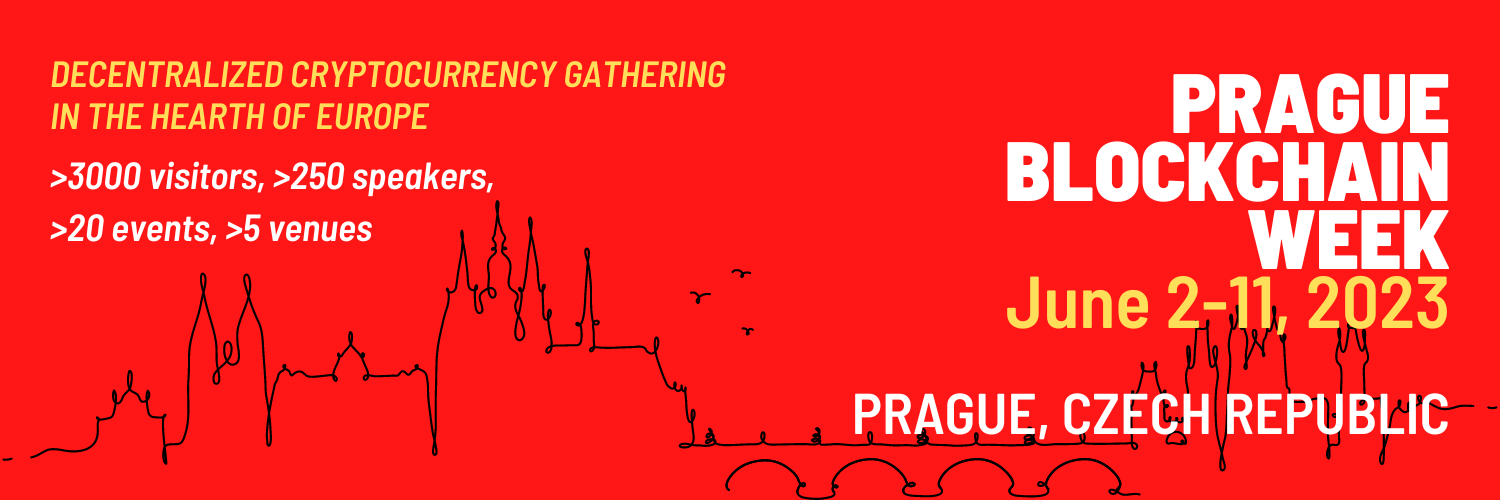 DECENTRALIZED CRYPTOCURRENCY GATHERING
IN THE HEARTH OF EUROPE
>3000 visitors, >250 speakers,
>20 events, >5 venues
PRAGUE
BLOCKCHAIN
WEEK
June 2-11, 2023
PRAGUE, CZECH REPUBLIC